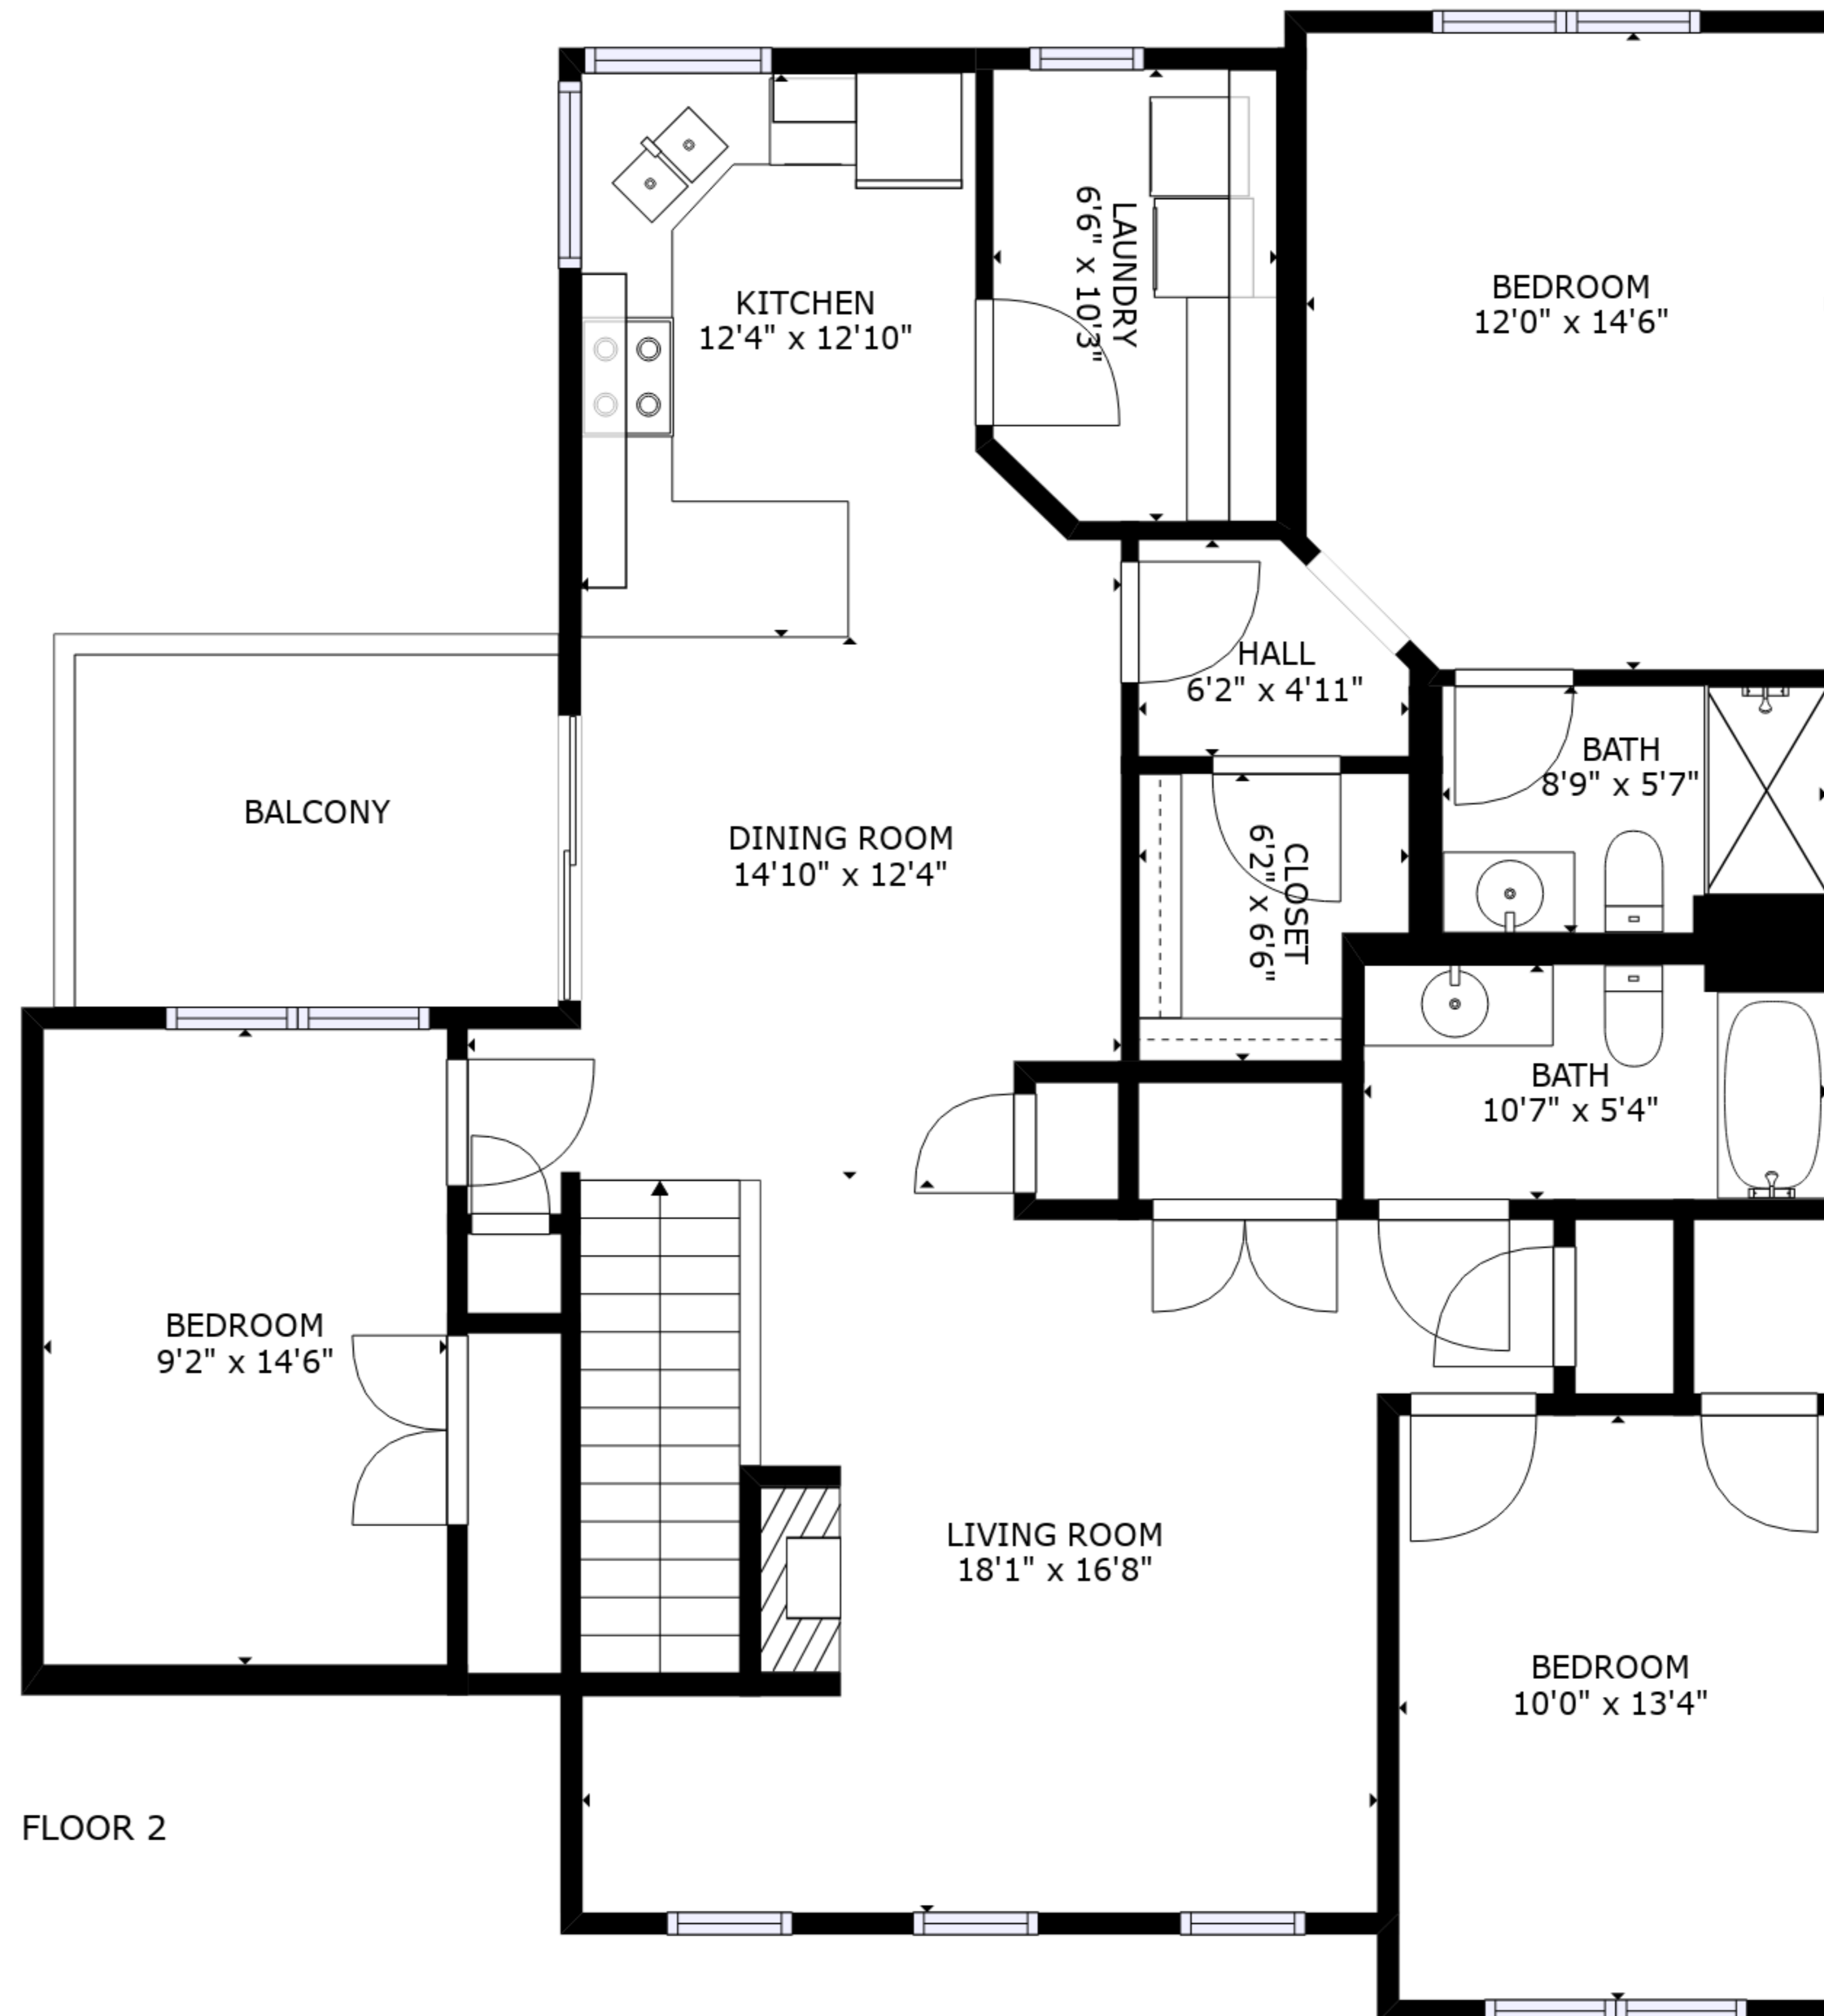 KITCHEN
12'4" x 12'10"
LAUNDRY
6'6" x 10'3"
BEDROOM
12'0" x 14'6"
HALL
6'2" x 4'11"
BATH
8'9" x 5'7"
BALCONY
DINING ROOM
14'10" x 12'4"
CLOSET
6'2" x 6'6"
BATH
10'7" x 5'4"
BEDROOM
9'2" x 14'6"
LIVING ROOM
18'1" x 16'8"
BEDROOM
10'0" x 13'4"
FLOOR 2